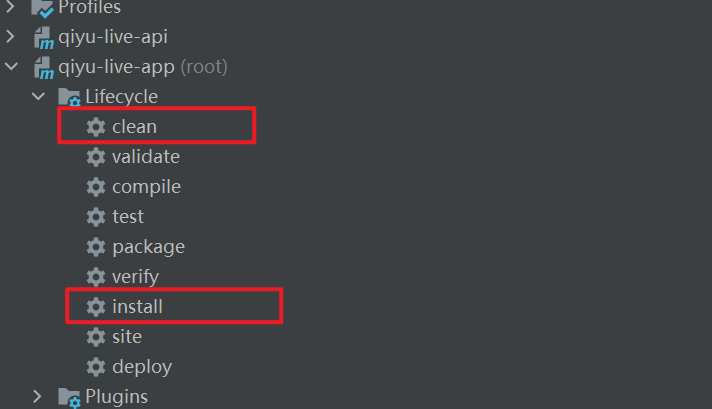 Profiles
qiyu-live-api
qiyu-live-app (root)
Lifecycle
clean
validate
compile
test
package
verify
install
site
deploy
Plugins